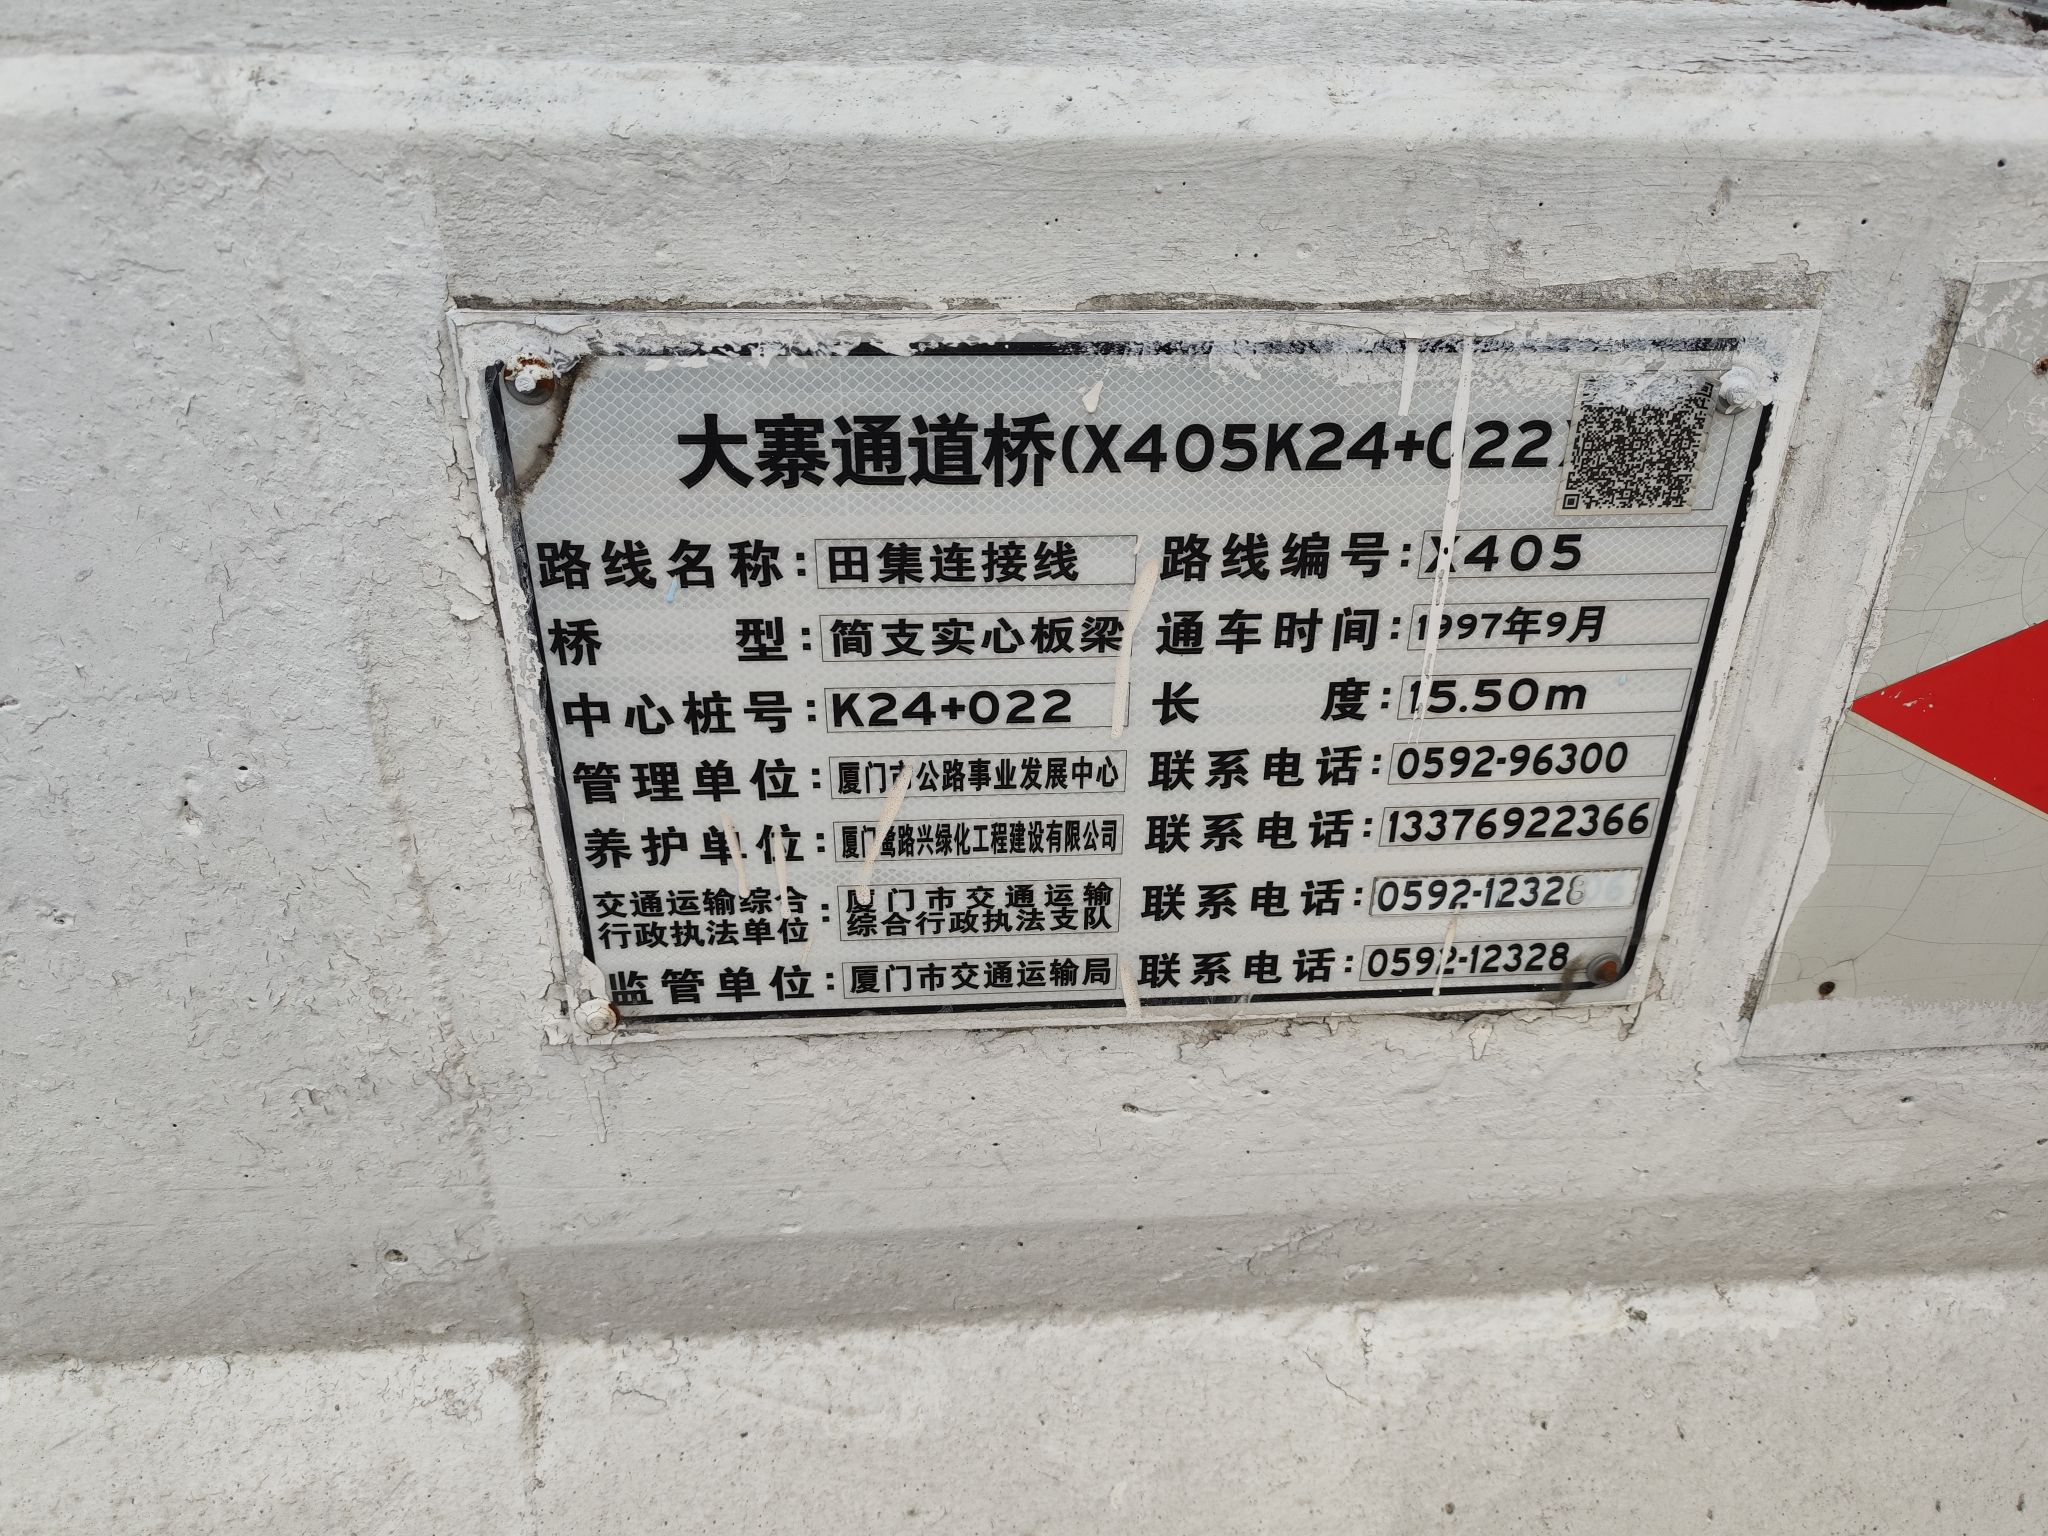 大寨通道桥(X405K24+022)
路线名称:田集连接线 路线编号:X405
桥型:简支实心板梁 通车时间:1997年9月
中心桩号:K24+022 长度:15.50m
管理单位:厦门市公路事业发展中心 联系电话:0592-96300
养护单位:厦门鹭路兴绿化工程建设有限公司 联系电话:13376922366
交通运输综合
行政执法单位:厦门市交通运输
综合行政执法支队 联系电话:0592-12328
监管单位:厦门市交通运输局 联系电话:0592-12328